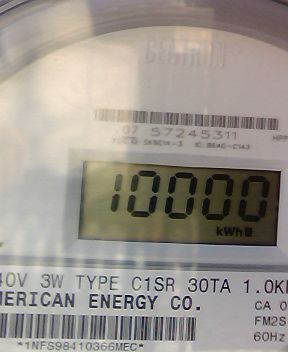 CELTRON
07 57245311
10000
kWh
40V 3W TYPE C1SR 30TA 1.0K
MERICAN ENERGY CO.
CA 0
FM2S
60Hz
*1NFS98410366MEC*